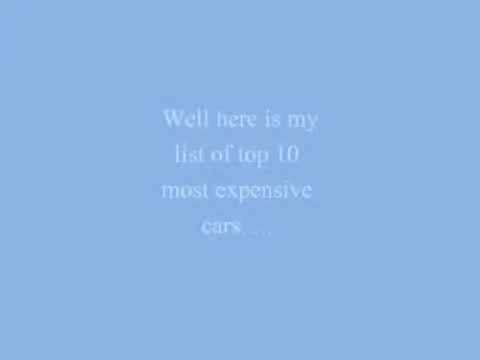 Well here is my
list of top 10
most expensive
cars.....